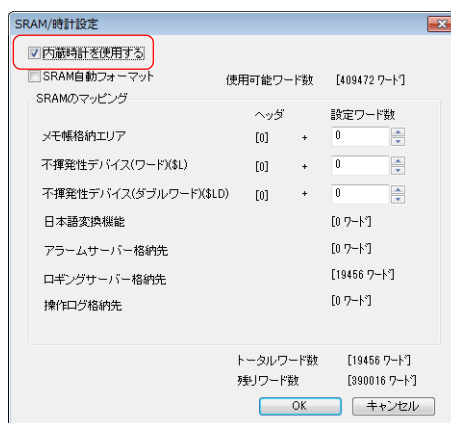 SRAM/時計設定
内蔵時計を使用する
SRAM自動フォーマット 使用可能ワード数 [409472 ワード]
SRAMのマッピング
ヘッダ 設定ワード数
メモ帳格納エリア [0] + 0
不揮発性デバイス(ワード)($L) [0] + 0
不揮発性デバイス(ダブルワード)($LD) [0] + 0
日本語変換機能 [0 ワード]
アラームサーバー格納先 [0 ワード]
ロギングサーバー格納先 [19456 ワード]
操作ログ格納先 [0 ワード]
トータルワード数 [19456 ワード]
残りワード数 [390016 ワード]
OK キャンセル